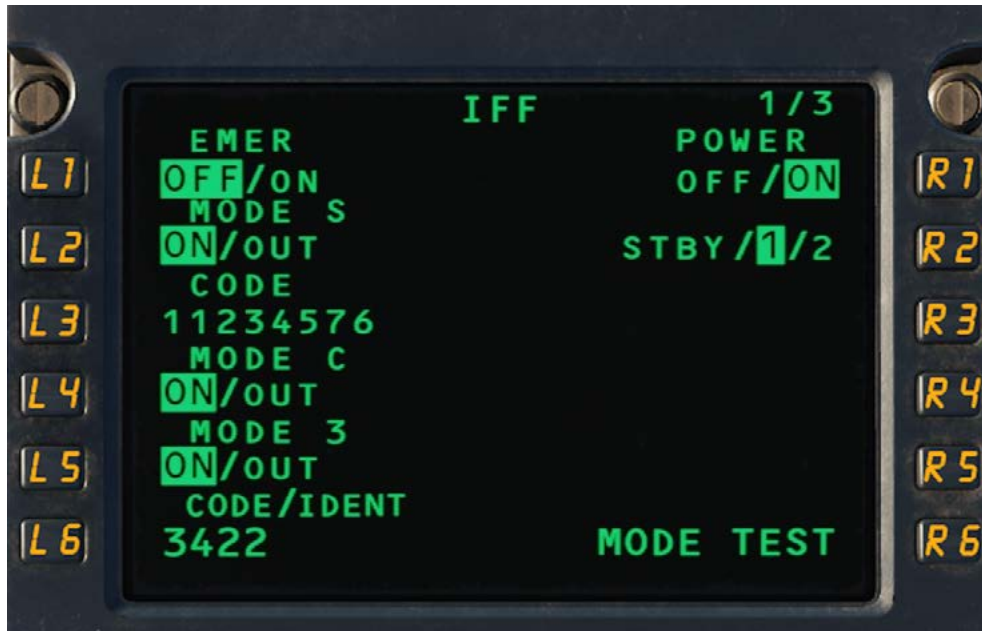 IFF 1/3
EMER POWER
L1 OFF/ON OFF/ON R1
MODE S
L2 ON/OUT STBY/1/2 R2
CODE
L3 11234576 R3
MODE C
L4 ON/OUT R4
MODE 3
L5 ON/OUT R5
CODE/IDENT
L6 3422 MODE TEST R6